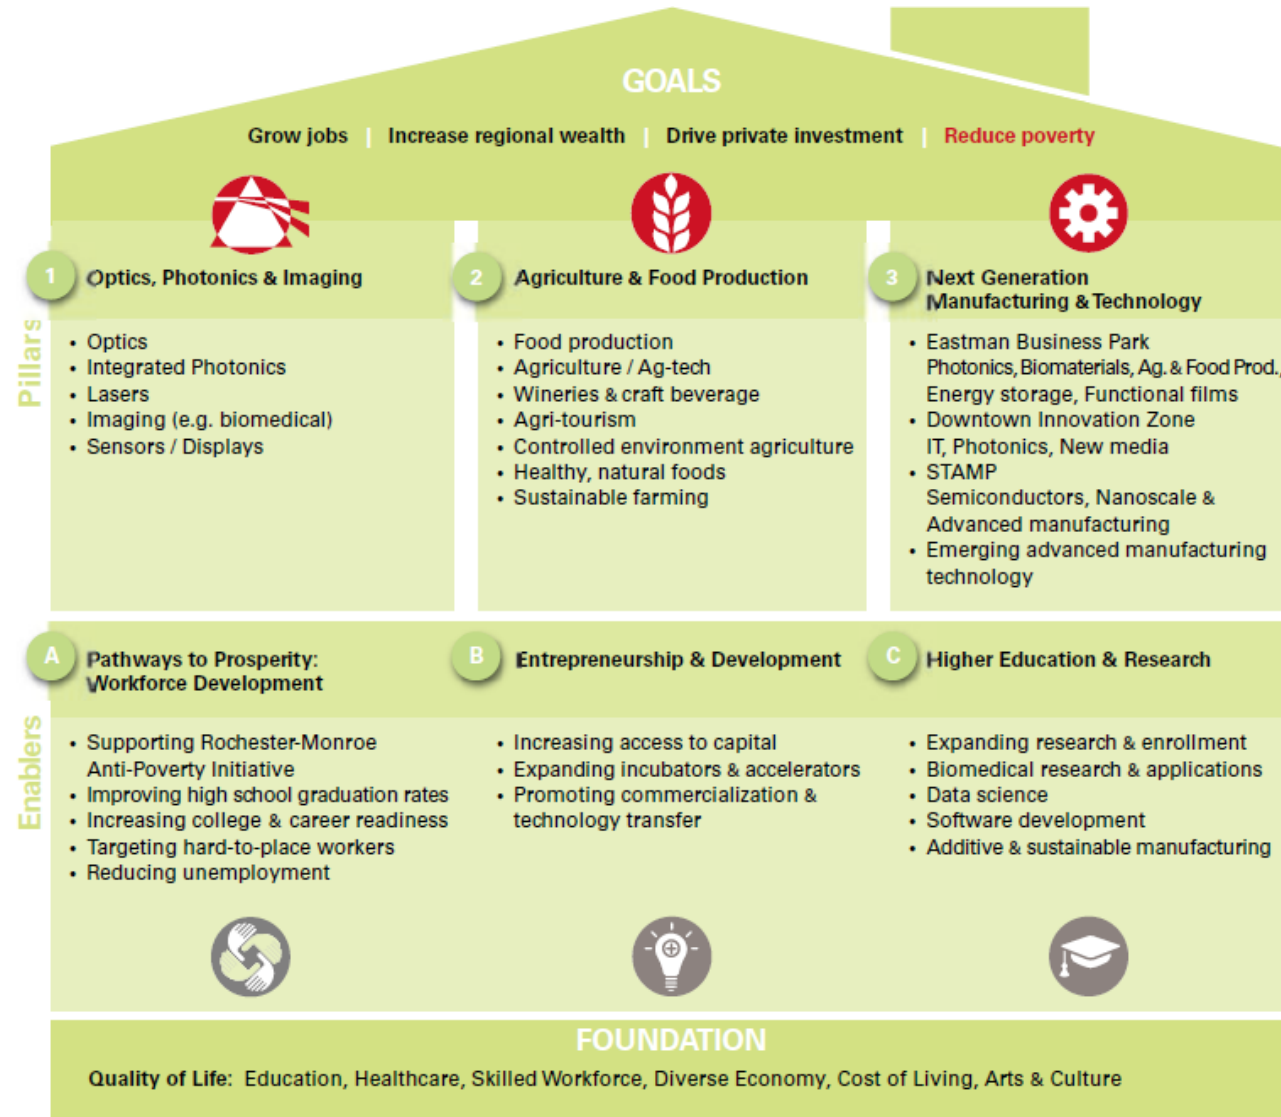 GOALS
Grow jobs | Increase regional wealth | Drive private investment | Reduce poverty
Pillars
1 Optics, Photonics & Imaging
• Optics
• Integrated Photonics
• Lasers
• Imaging (e.g. biomedical)
• Sensors / Displays
2 Agriculture & Food Production
• Food production
• Agriculture / Ag-tech
• Wineries & craft beverage
• Agri-tourism
• Controlled environment agriculture
• Healthy, natural foods
• Sustainable farming
3 Next Generation
Manufacturing & Technology
• Eastman Business Park
Photonics, Biomaterials, Ag. & Food Prod.,
Energy storage, Functional films
• Downtown Innovation Zone
IT, Photonics, New media
• STAMP
Semiconductors, Nanoscale &
Advanced manufacturing
• Emerging advanced manufacturing
technology
Enablers
A Pathways to Prosperity:
Workforce Development
• Supporting Rochester-Monroe
Anti-Poverty Initiative
• Improving high school graduation rates
• Increasing college & career readiness
• Targeting hard-to-place workers
• Reducing unemployment
B Entrepreneurship & Development
• Increasing access to capital
• Expanding incubators & accelerators
• Promoting commercialization &
technology transfer
C Higher Education & Research
• Expanding research & enrollment
• Biomedical research & applications
• Data science
• Software development
• Additive & sustainable manufacturing
FOUNDATION
Quality of Life: Education, Healthcare, Skilled Workforce, Diverse Economy, Cost of Living, Arts & Culture